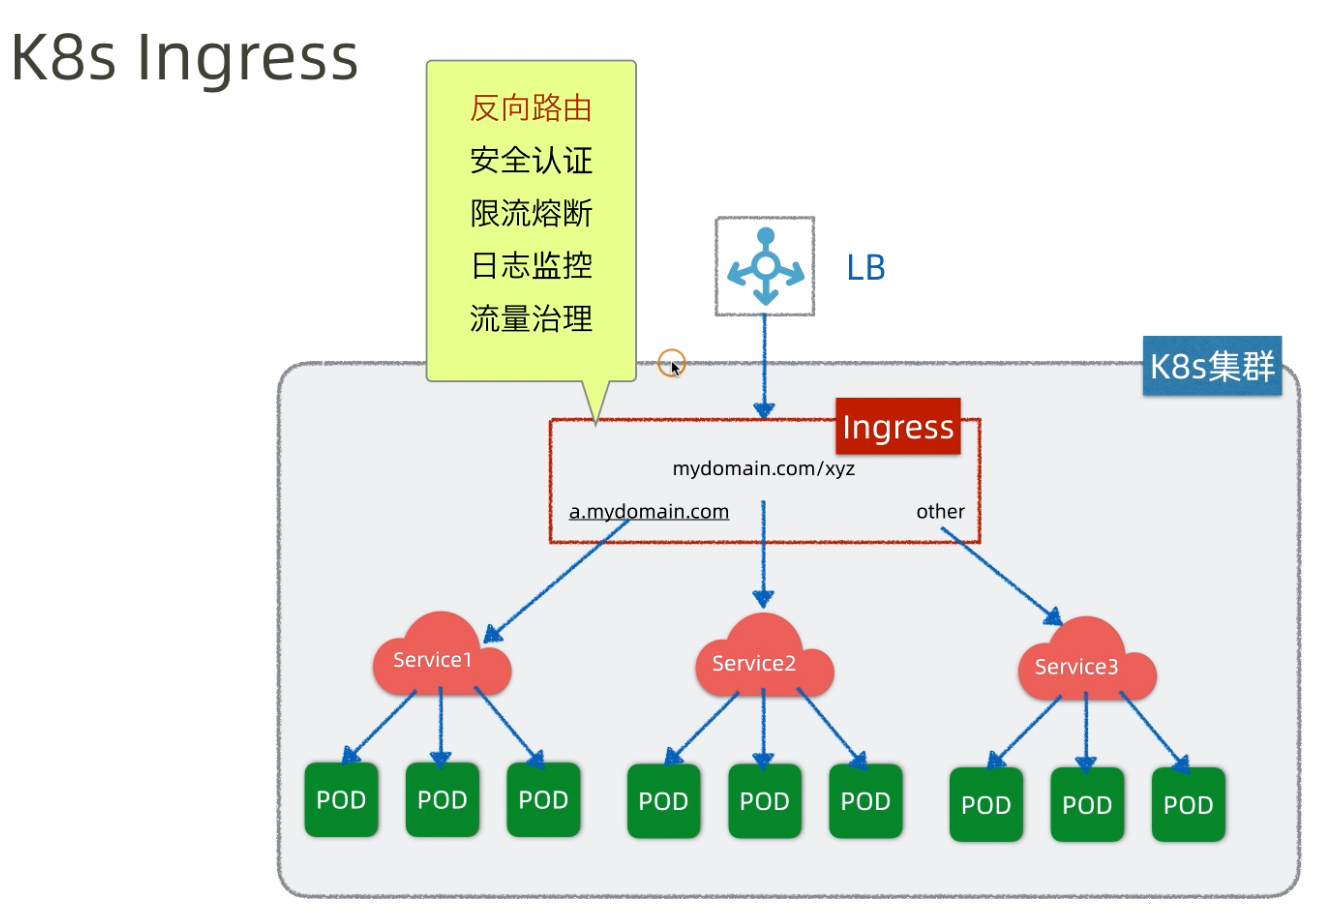 K8s Ingress
反向路由
安全认证
限流熔断
日志监控
流量治理
LB
K8s集群
Ingress
mydomain.com/xyz
a.mydomain.com
other
Service1
Service2
Service3
POD
POD
POD
POD
POD
POD
POD
POD
POD